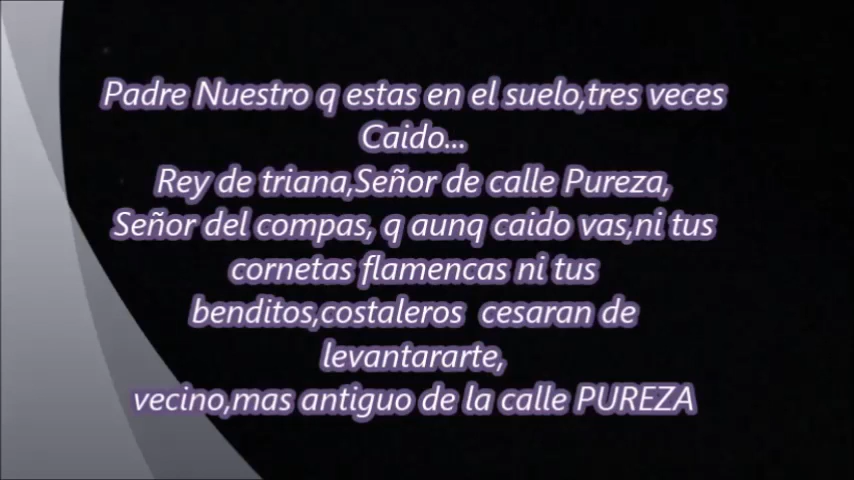 Padre Nuestro q estas en el suelo,tres veces
Caido...
Rey de triana,Señor de calle Pureza,
Señor del compas, q aunq caido vas,ni tus
cornetas flamencas ni tus
benditos,costaleros  cesaran de
levantararte,
vecino,mas antiguo de la calle PUREZA